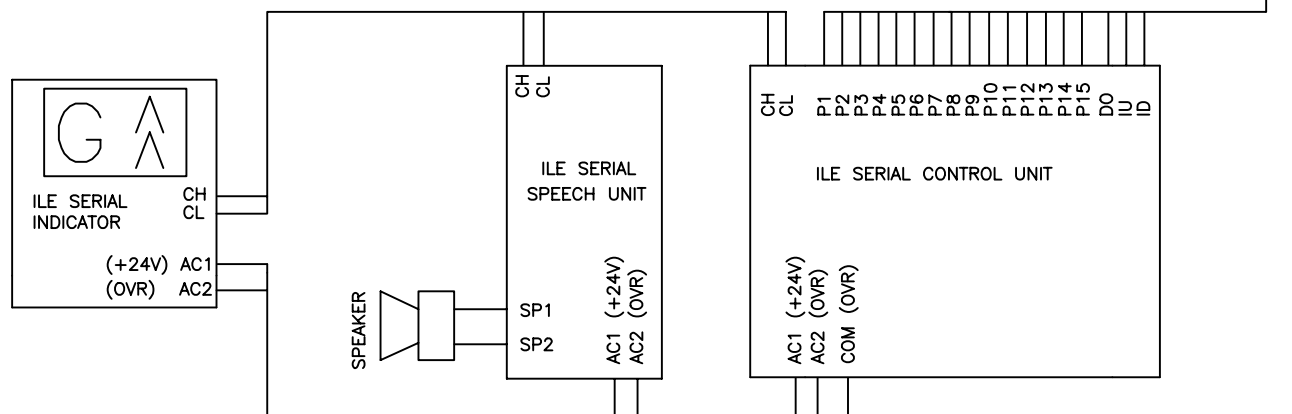 G
ILE SERIAL
INDICATOR
CH
CL
(+24V) AC1
(OVR) AC2
SPEAKER
CH
CL
ILE SERIAL
SPEECH UNIT
SP1
SP2
AC1 (+24V)
AC2 (OVR)
CH
CL
P1
P2
P3
P4
P5
P6
P7
P8
P9
P10
P11
P12
P13
P14
P15
DO
IU
ID
ILE SERIAL CONTROL UNIT
AC1 (+24V)
AC2 (OVR)
COM (OVR)